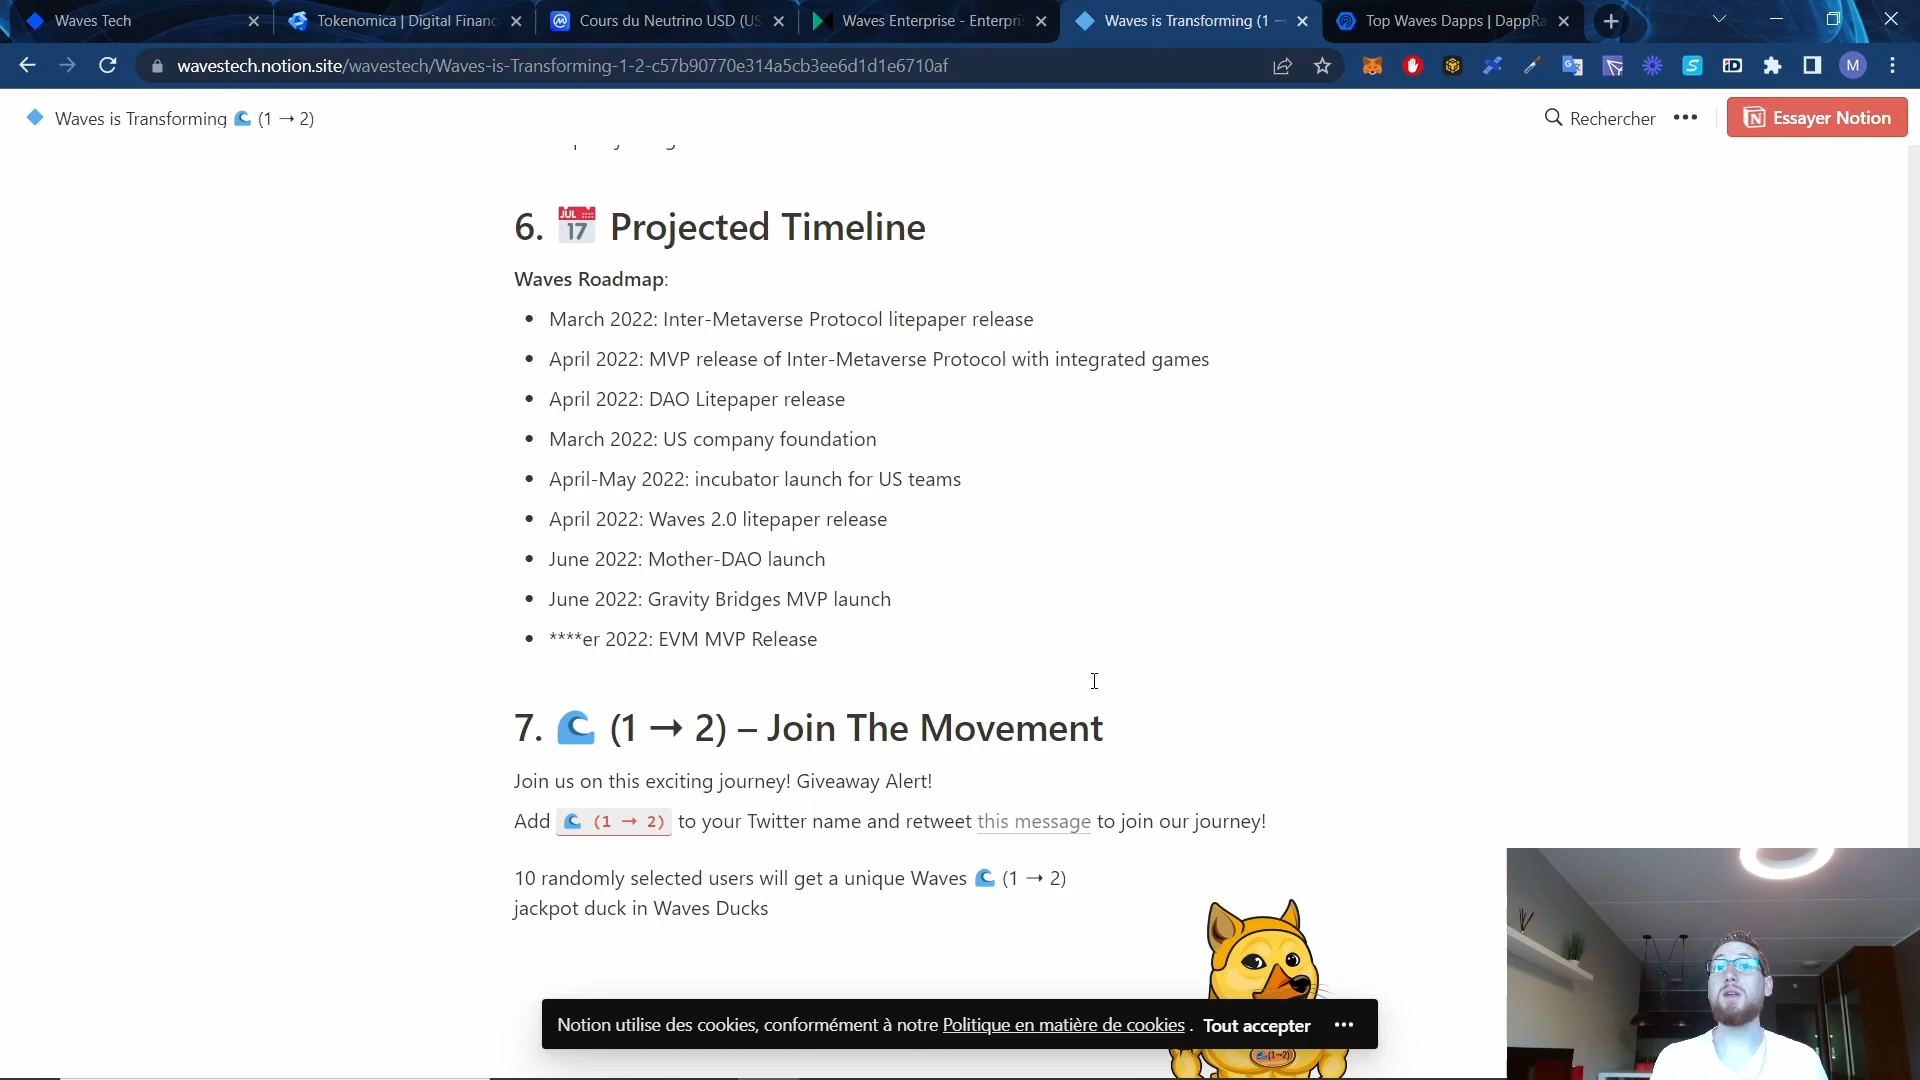 Waves Tech
Tokenomica | Digital Financ
Cours du Neutrino USD (US
Waves Enterprise - Enterpri
Waves is Transforming (1
Top Waves Dapps | DappRa
wavestech.notion.site/wavestech/Waves-is-Transforming-1-2-c57b90770e314a5cb3ee6d1d1e6710af
M
Waves is Transforming 🌊 (1 → 2)
Rechercher
Essayer Notion
6. 📅 Projected Timeline
Waves Roadmap:
• March 2022: Inter-Metaverse Protocol litepaper release
• April 2022: MVP release of Inter-Metaverse Protocol with integrated games
• April 2022: DAO Litepaper release
• March 2022: US company foundation
• April-May 2022: incubator launch for US teams
• April 2022: Waves 2.0 litepaper release
• June 2022: Mother-DAO launch
• June 2022: Gravity Bridges MVP launch
• ****er 2022: EVM MVP Release
7. 🌊 (1 → 2) – Join The Movement
Join us on this exciting journey! Giveaway Alert!
Add 🌊 (1 → 2) to your Twitter name and retweet this message to join our journey!
10 randomly selected users will get a unique Waves 🌊 (1 → 2)
jackpot duck in Waves Ducks
Notion utilise des cookies, conformément à notre Politique en matière de cookies. Tout accepter •••
🌊(1→2)